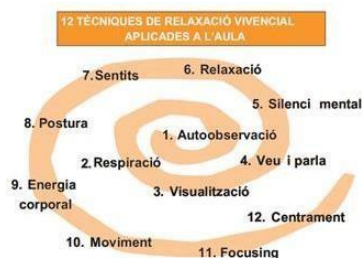 12 TÈCNIQUES DE RELAXACIÓ VIVENCIAL
APLICADES A L'AULA
1. Autoobservació
2. Respiració
3. Visualització
4. Veu i parla
5. Silenci mental
6. Relaxació
7. Sentits
8. Postura
9. Energia
corporal
10. Moviment
11. Focusing
12. Centrament